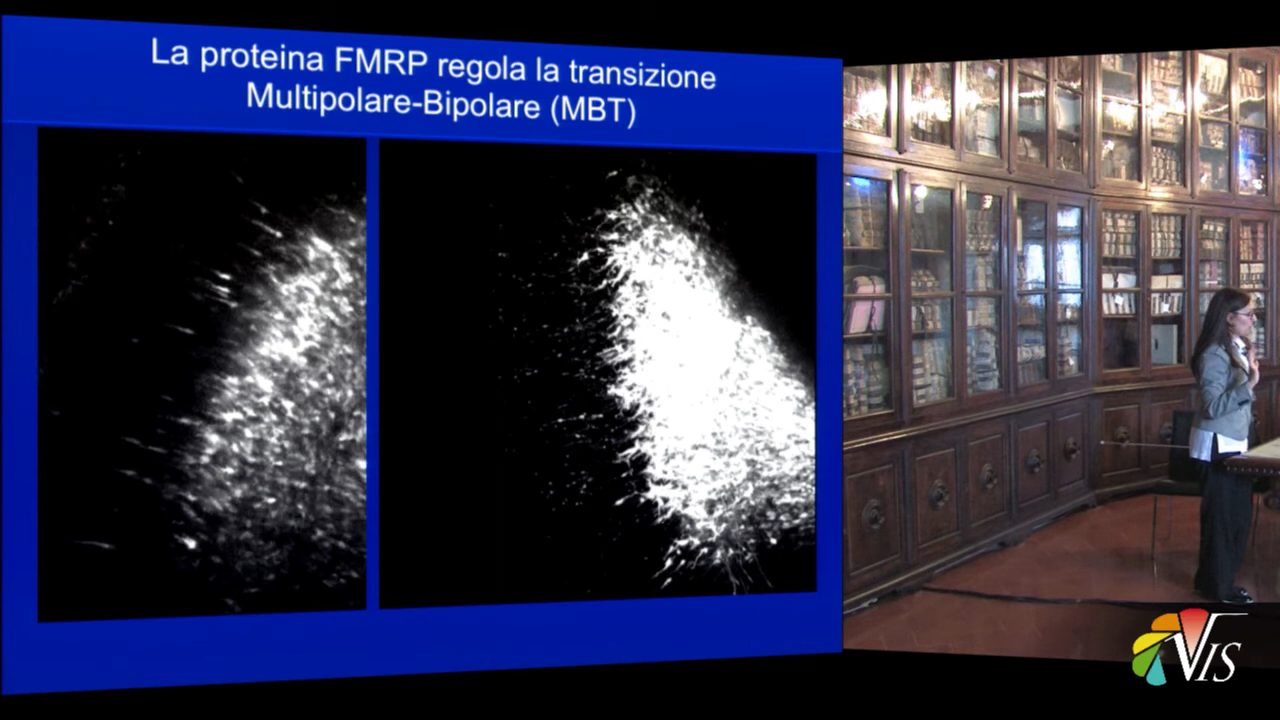 La proteina FMRP regola la transizione
Multipolare-Bipolare (MBT)
VIS